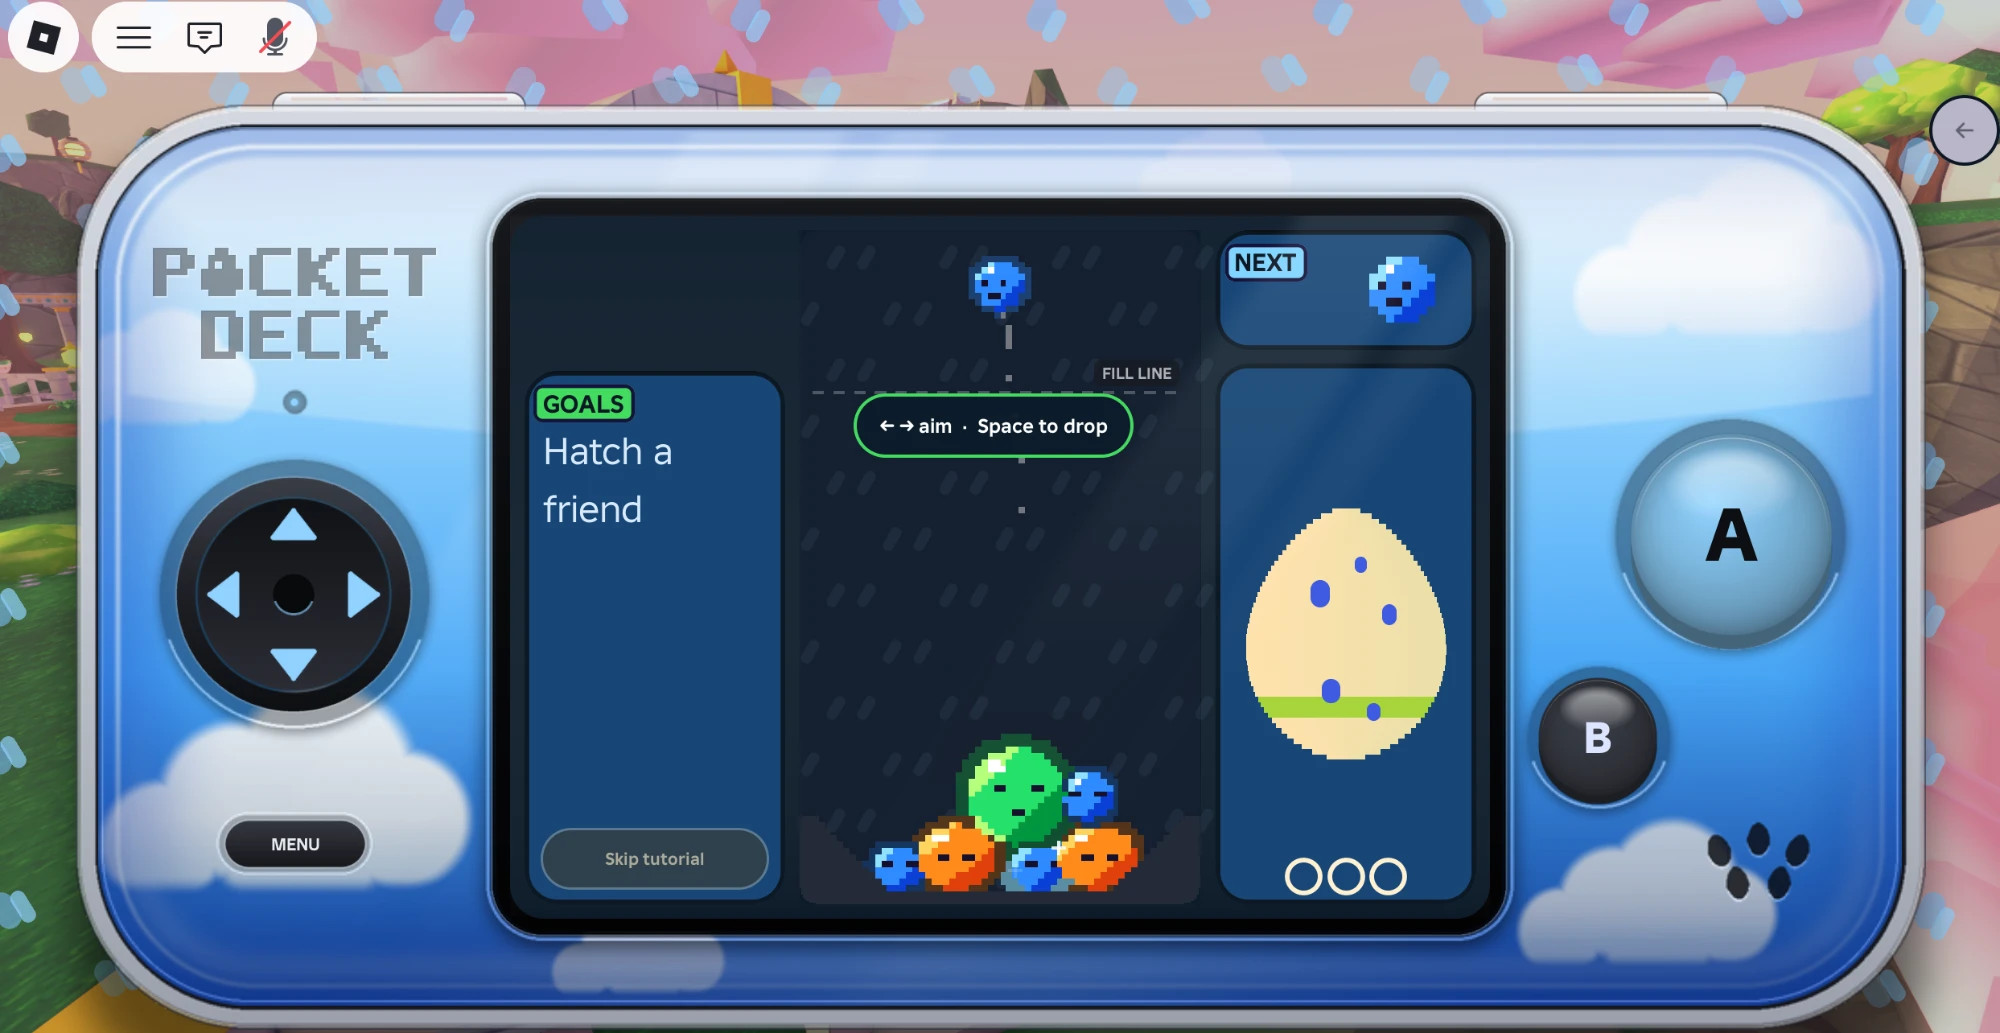 POCKET
DECK
NEXT
FILL LINE
GOALS
Hatch a
friend
←→ aim · Space to drop
A
B
MENU
Skip tutorial